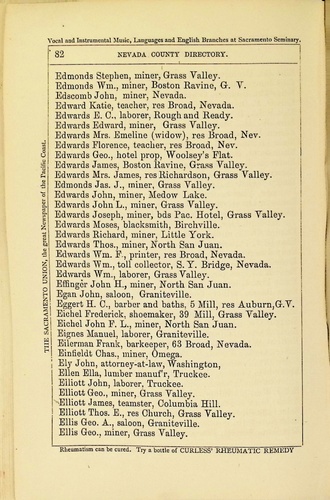 Vocal and Instrumental Music, Languages and English Branches at Sacramento Seminary.
82 NEVADA COUNTY DIRECTORY.
Edmonds Stephen, miner, Grass Valley.
Edmonds Wm., miner, Boston Ravine, G. V.
Edscomb John, miner, Nevada.
Edward Katie, teacher, res Broad, Nevada.
Edwards E. C., laborer, Rough and Ready.
Edwards Edward, miner, Grass Valley.
Edwards Mrs. Emeline (widow), res Broad, Nev.
Edwards Florence, teacher, res Broad, Nev.
Edwards Geo., hotel prop, Woolsey's Flat.
Edwards James, Boston Ravine, Grass Valley.
Edwards Mrs. James, res Richardson, Grass Valley.
Edmonds Jas. J., miner, Grass Valley.
Edwards John, miner, Medow Lake.
Edwards John L., miner, Grass Valley.
Edwards Joseph, miner, bds Pac. Hotel, Grass Valley.
Edwards Moses, blacksmith, Birchville.
Edwards Richard, miner, Little York.
Edwards Thos., miner, North San Juan.
Edwards Wm. F., printer, res Broad, Nevada.
Edwards Wm., toll collector, S. Y. Bridge, Nevada.
Edwards Wm., laborer, Grass Valley.
Effinger John H., miner, North San Juan.
Egan John, saloon, Graniteville.
Eggert H. C., barber and baths, 5 Mill, res Auburn, G.V.
Eichel Frederick, shoemaker, 39 Mill, Grass Valley.
Eichel John F. L., miner, North San Juan.
Eignes Manuel, laborer, Graniteville.
Eilerman Frank, barkeeper, 63 Broad, Nevada.
Einfieldt Chas., miner, Omega.
Ely John, attorney-at-law, Washington,
Ellen Ella, lumber manuf'r, Truckee.
Elliott John, laborer, Truckee.
Elliott Geo., miner, Grass Valley.
Elliott James, teamster, Columbia Hill.
Elliott Thos. E., res Church, Grass Valley.
Ellis Geo. A., saloon, Graniteville.
Ellis Geo., miner, Grass Valley.
Rheumatism can be cured. Try a bottle of CURLESS' RHEUMATIC REMEDY
THE SACRAMENTO UNION, the great Newspaper of the Pacific Coast.